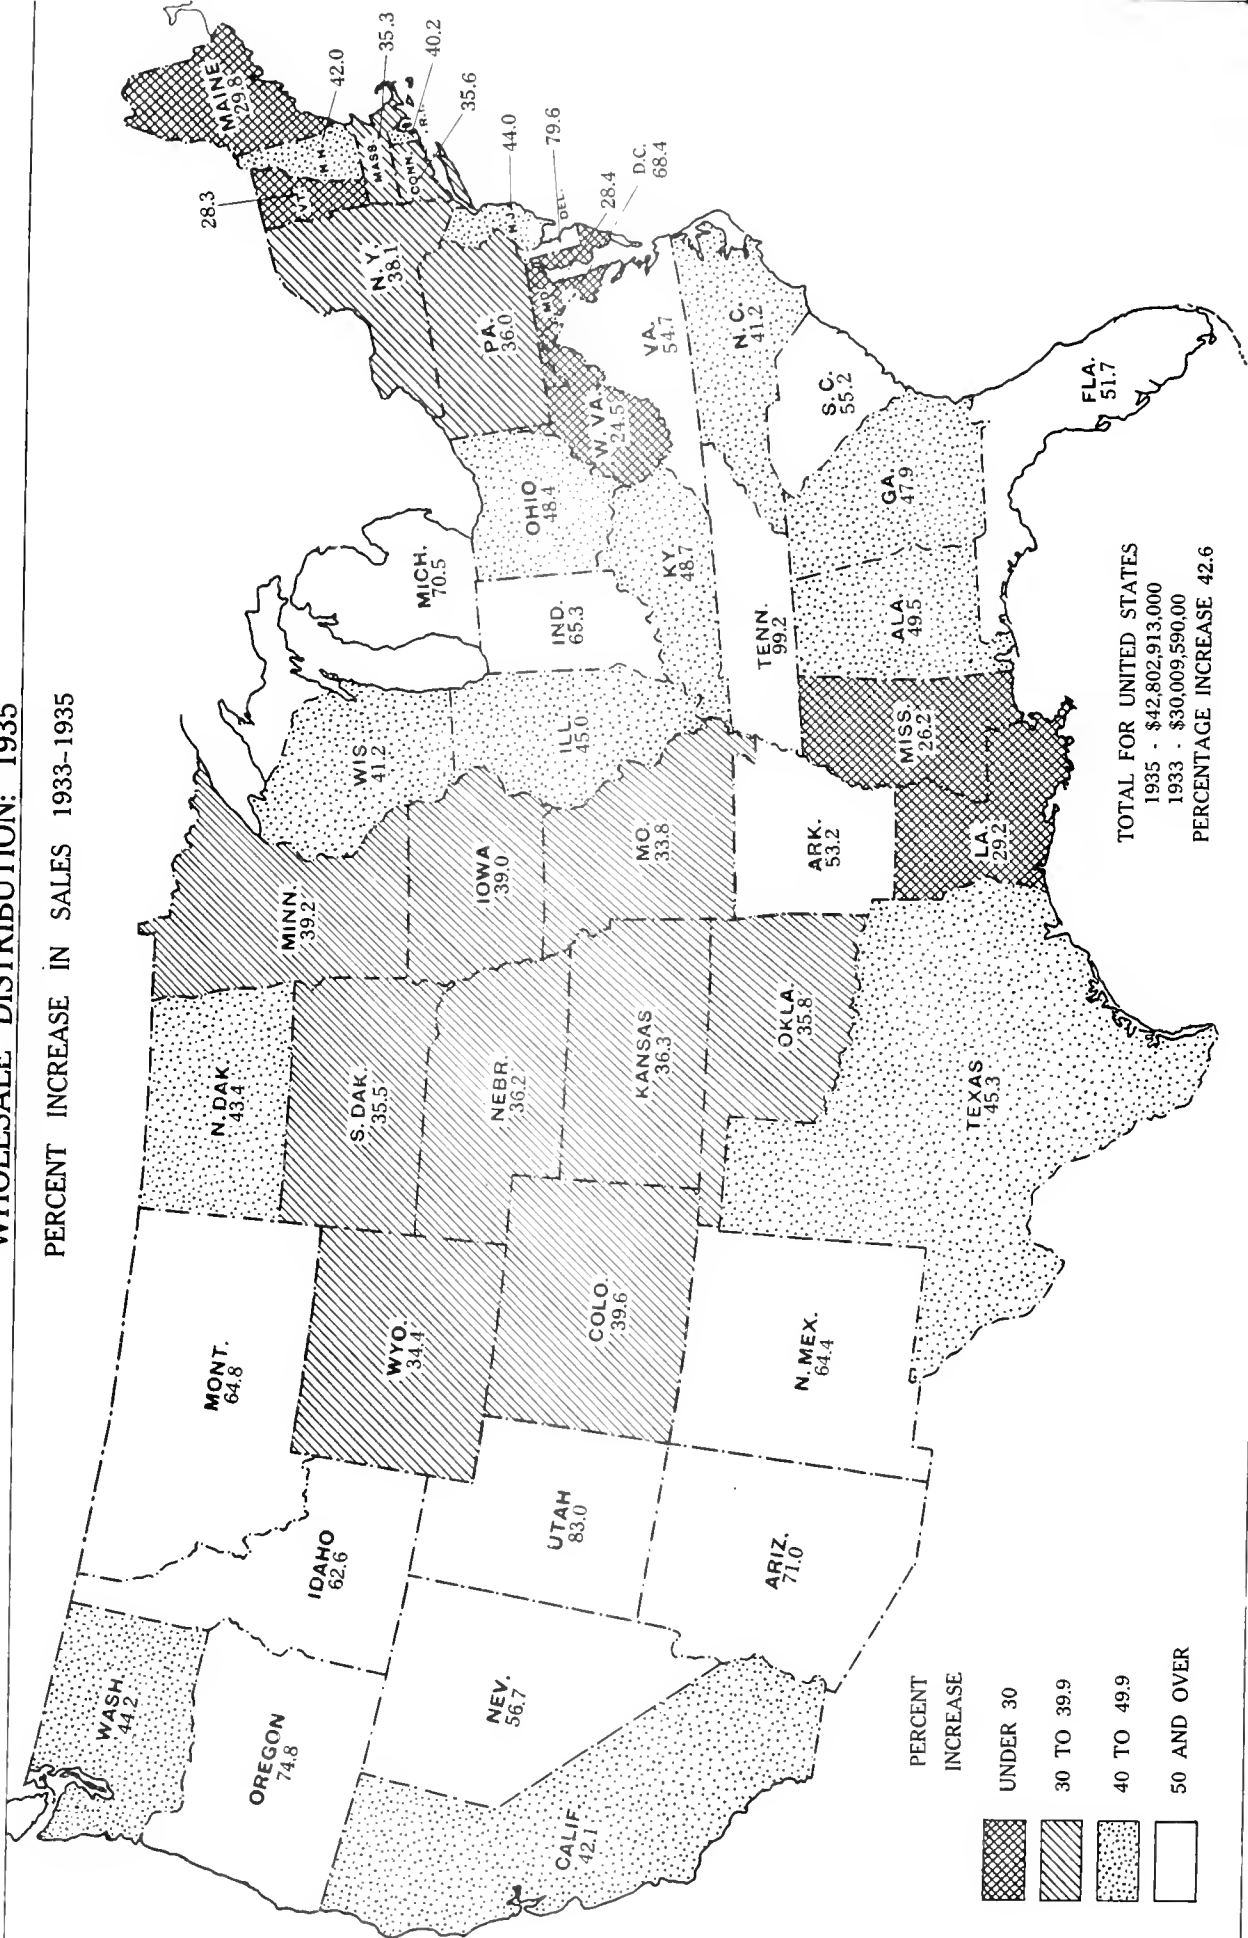 WHOLESALE DISTRIBUTION: 1935
PERCENT INCREASE IN SALES 1933-1935
WASH.
44.2
OREGON
74.8
CALIF
42.1
NEV.
56.7
IDAHO
62.6
MONT.
64.8
WYO.
34.4
UTAH
83.0
ARIZ.
71.0
COLO.
39.6
N. MEX.
64.4
N. DAK.
43.4
S. DAK.
35.5
NEBR.
36.2
KANSAS
36.3
OKLA.
35.8
TEXAS
45.3
MINN.
39.2
IOWA
39.0
MO.
33.8
ARK.
53.2
LA.
29.2
WIS.
41.2
ILL.
45.0
MICH.
70.5
IND.
65.3
OHIO
48.4
KY.
48.7
TENN.
99.2
MISS.
26.2
ALA
49.5
GA.
47.9
FLA.
51.7
S. C.
55.2
N. C.
41.2
VA.
54.7
W. VA.
24.5
MD.
28.4
D.C.
68.4
DEL.
79.6
PA.
36.0
N. J.
44.0
N. Y.
38.1
CONN.
35.6
R. I.
40.2
MASS.
35.3
VT.
28.3
N. H.
42.0
MAINE
29.8
PERCENT
INCREASE
UNDER 30
30 TO 39.9
40 TO 49.9
50 AND OVER
TOTAL FOR UNITED STATES
1935 - $42,802,913,000
1933 - $30,009,590,00
PERCENTAGE INCREASE 42.6